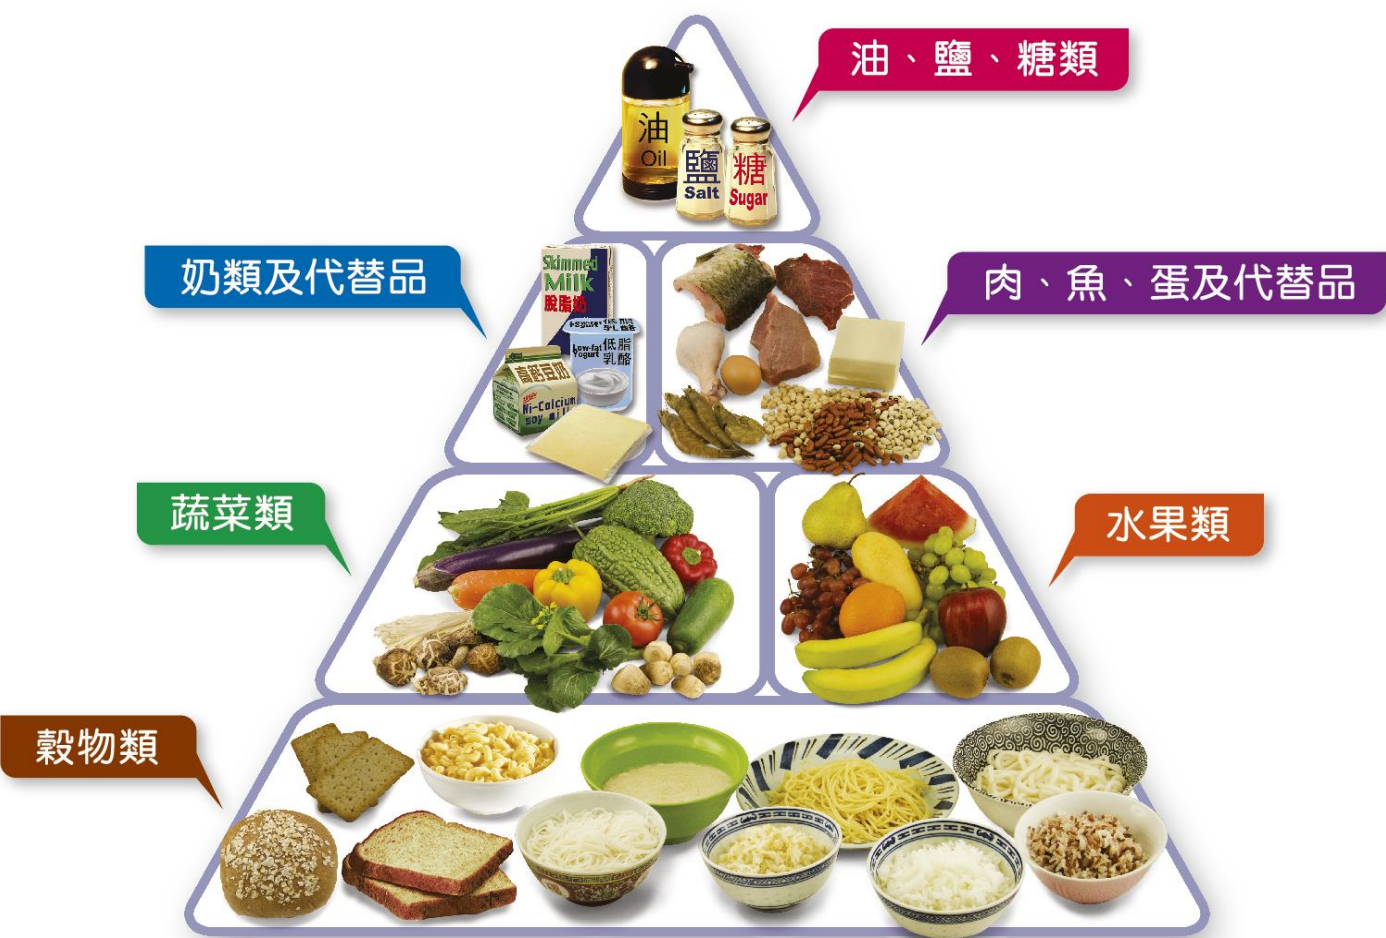 油、鹽、糖類
油
Oil
鹽
Salt
糖
Sugar
奶類及代替品
Skimmed
Milk
脫脂奶
Low-fat 低脂
Yogurt 乳酪
高鈣豆奶
Hi-Calcium
soy milk
肉、魚、蛋及代替品
蔬菜類
水果類
穀物類